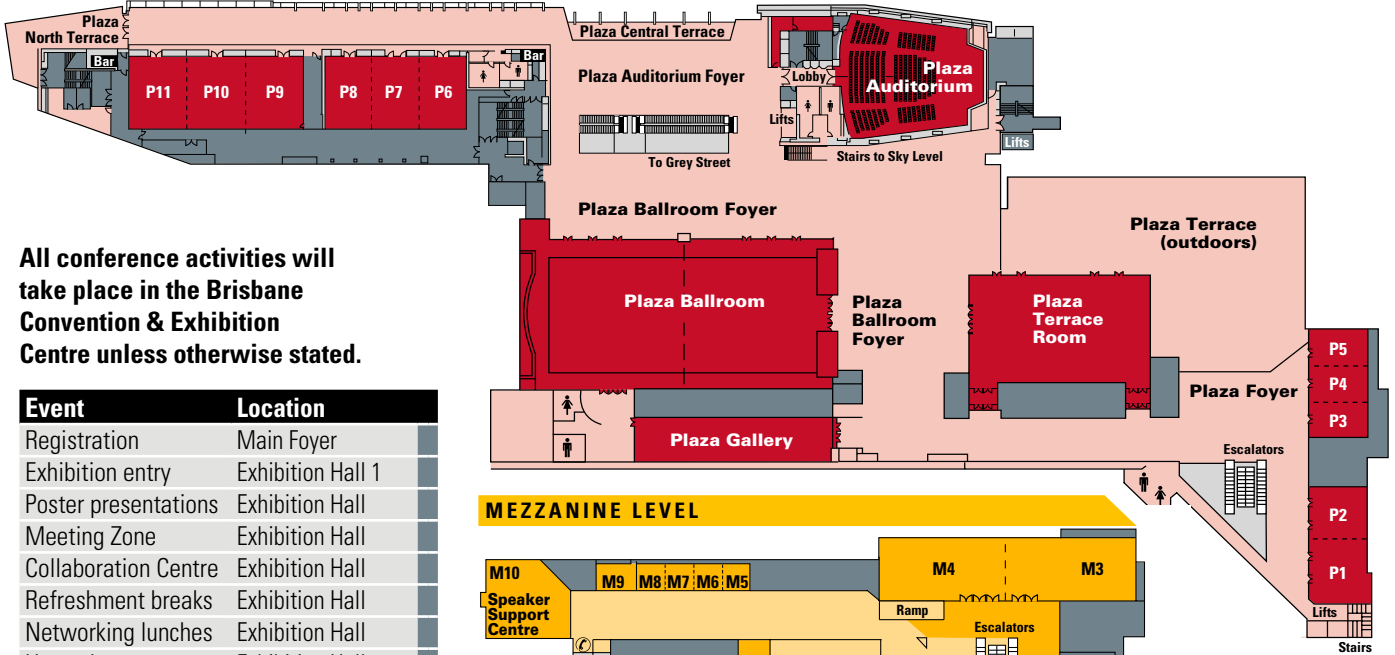 Plaza
North Terrace
Bar
P11
P10
P9
P8
P7
P6
Bar
Plaza Central Terrace
Plaza Auditorium Foyer
To Grey Street
Lobby
Plaza
Auditorium
Lifts
Stairs to Sky Level
Lifts
Plaza Ballroom Foyer
Plaza Terrace
(outdoors)
Plaza Ballroom
Plaza
Ballroom
Foyer
Plaza
Terrace
Room
P5
P4
P3
Plaza Foyer
Plaza Gallery
Escalators
P2
P1
Lifts
Stairs
All conference activities will
take place in the Brisbane
Convention & Exhibition
Centre unless otherwise stated.
Event Location
Registration Main Foyer
Exhibition entry Exhibition Hall 1
Poster presentations Exhibition Hall
Meeting Zone Exhibition Hall
Collaboration Centre Exhibition Hall
Refreshment breaks Exhibition Hall
Networking lunches Exhibition Hall
MEZZANINE LEVEL
M10
Speaker
Support
Centre
M9
M8
M7
M6
M5
M4
M3
Ramp
Escalators